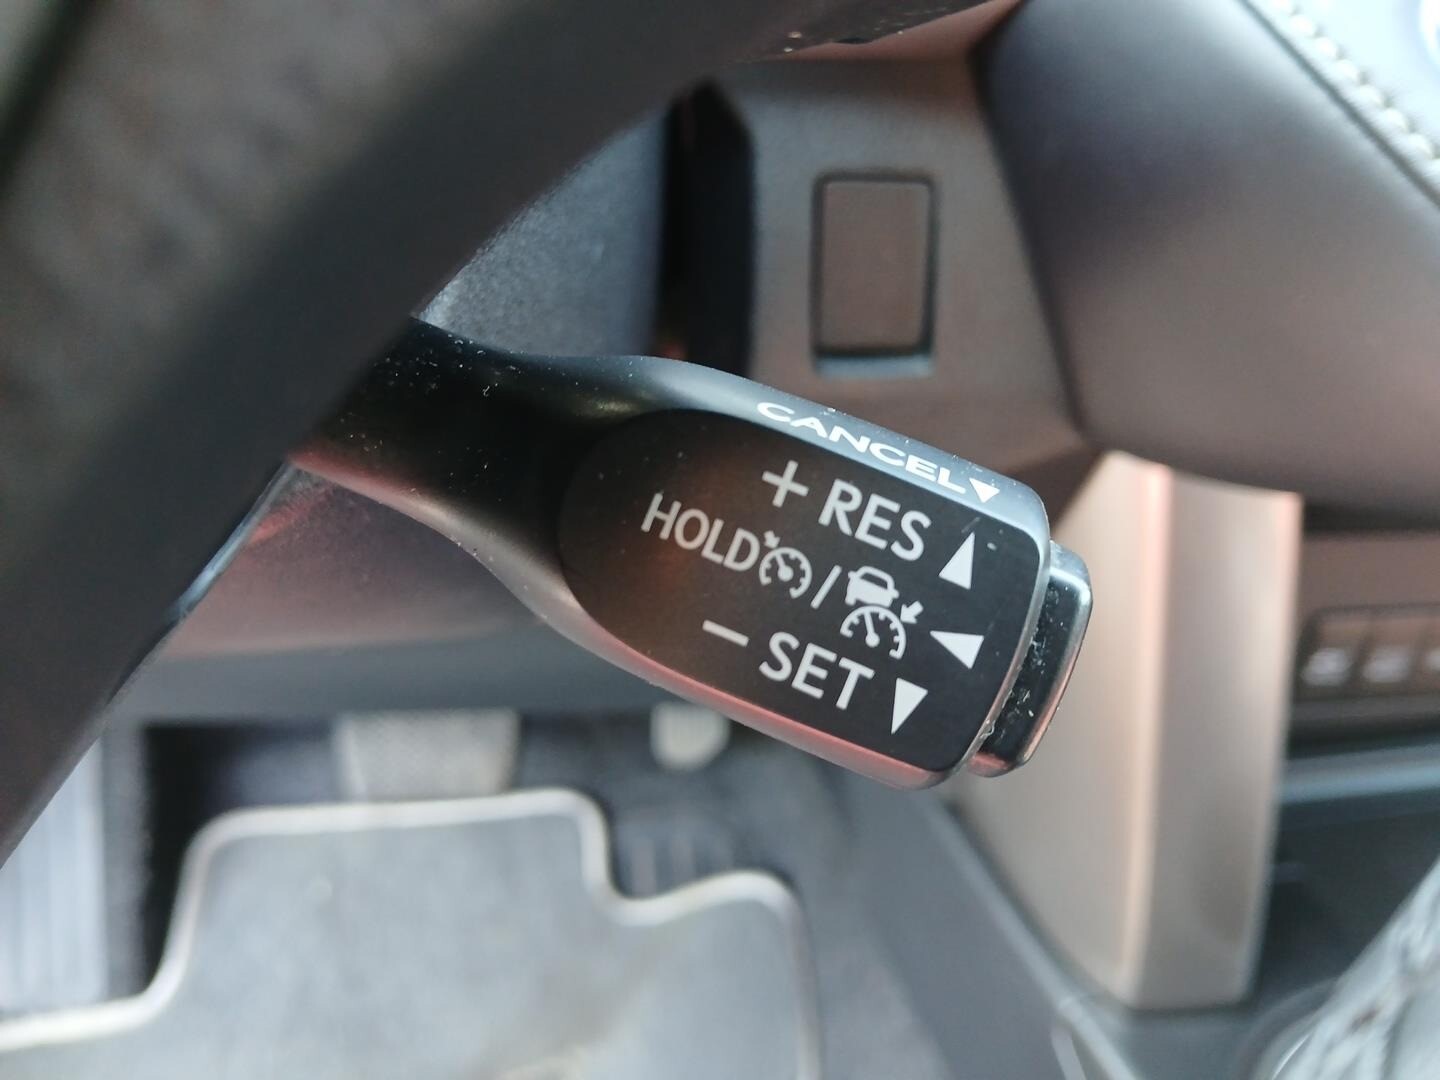 CANCEL▼
+ RES ▲
HOLD / ◀
– SET ▼